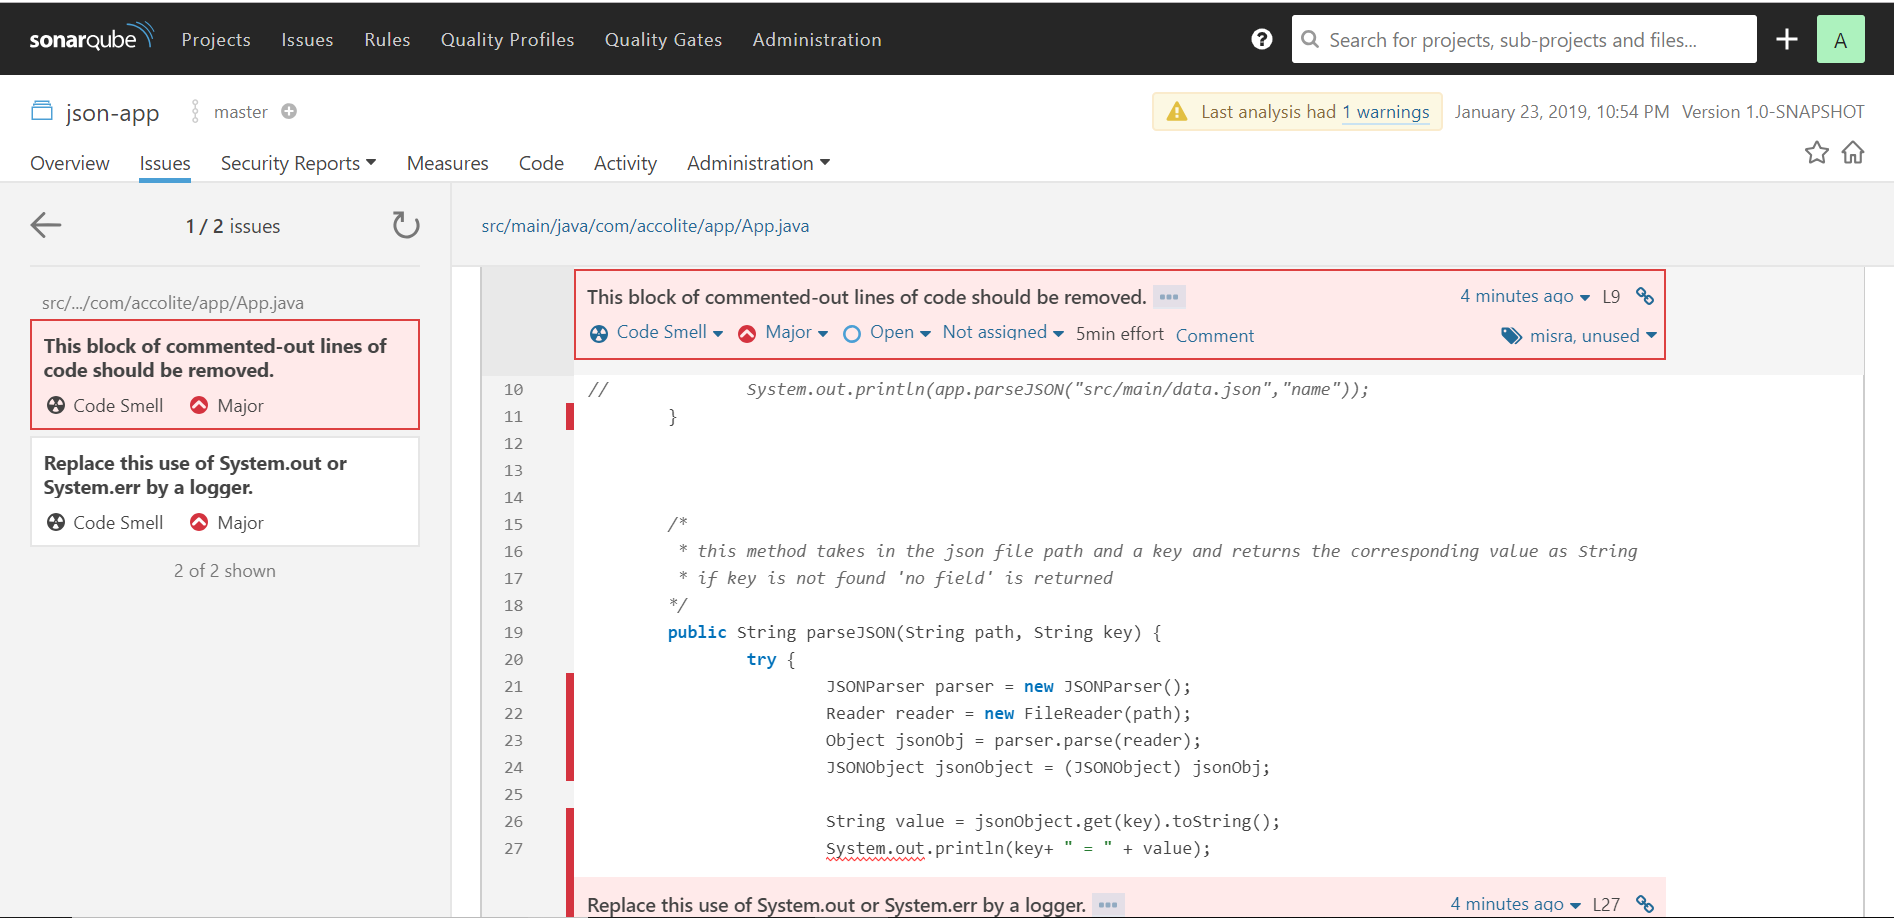 sonarqube Projects Issues Rules Quality Profiles Quality Gates Administration ? Search for projects, sub-projects and files... A
json-app master Last analysis had 1 warnings January 23, 2019, 10:54 PM Version 1.0-SNAPSHOT
Overview Issues Security Reports Measures Code Activity Administration
1 / 2 issues
src/main/java/com/accolite/app/App.java
src/.../com/accolite/app/App.java
This block of commented-out lines of
code should be removed.
Code Smell Major
Replace this use of System.out or
System.err by a logger.
Code Smell Major
2 of 2 shown
This block of commented-out lines of code should be removed. 4 minutes ago L9
Code Smell Major Open Not assigned 5min effort Comment misra, unused
10 // System.out.println(app.parseJSON("src/main/data.json","name"));
11 }
12
13
14
15 /*
16 * this method takes in the json file path and a key and returns the corresponding value as String
17 * if key is not found 'no field' is returned
18 */
19 public String parseJSON(String path, String key) {
20 try {
21 JSONParser parser = new JSONParser();
22 Reader reader = new FileReader(path);
23 Object jsonObj = parser.parse(reader);
24 JSONObject jsonObject = (JSONObject) jsonObj;
25
26 String value = jsonObject.get(key).toString();
27 System.out.println(key+ " = " + value);
Replace this use of System.out or System.err by a logger. 4 minutes ago L27